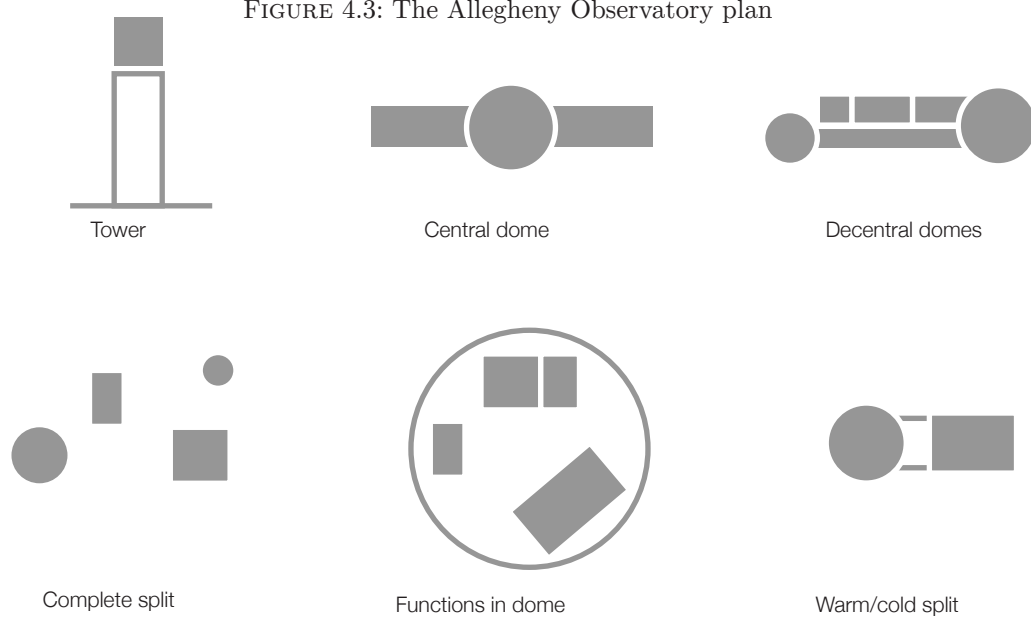 FIGURE 4.3: The Allegheny Observatory plan
Tower
Central dome
Decentral domes
Complete split
Functions in dome
Warm/cold split